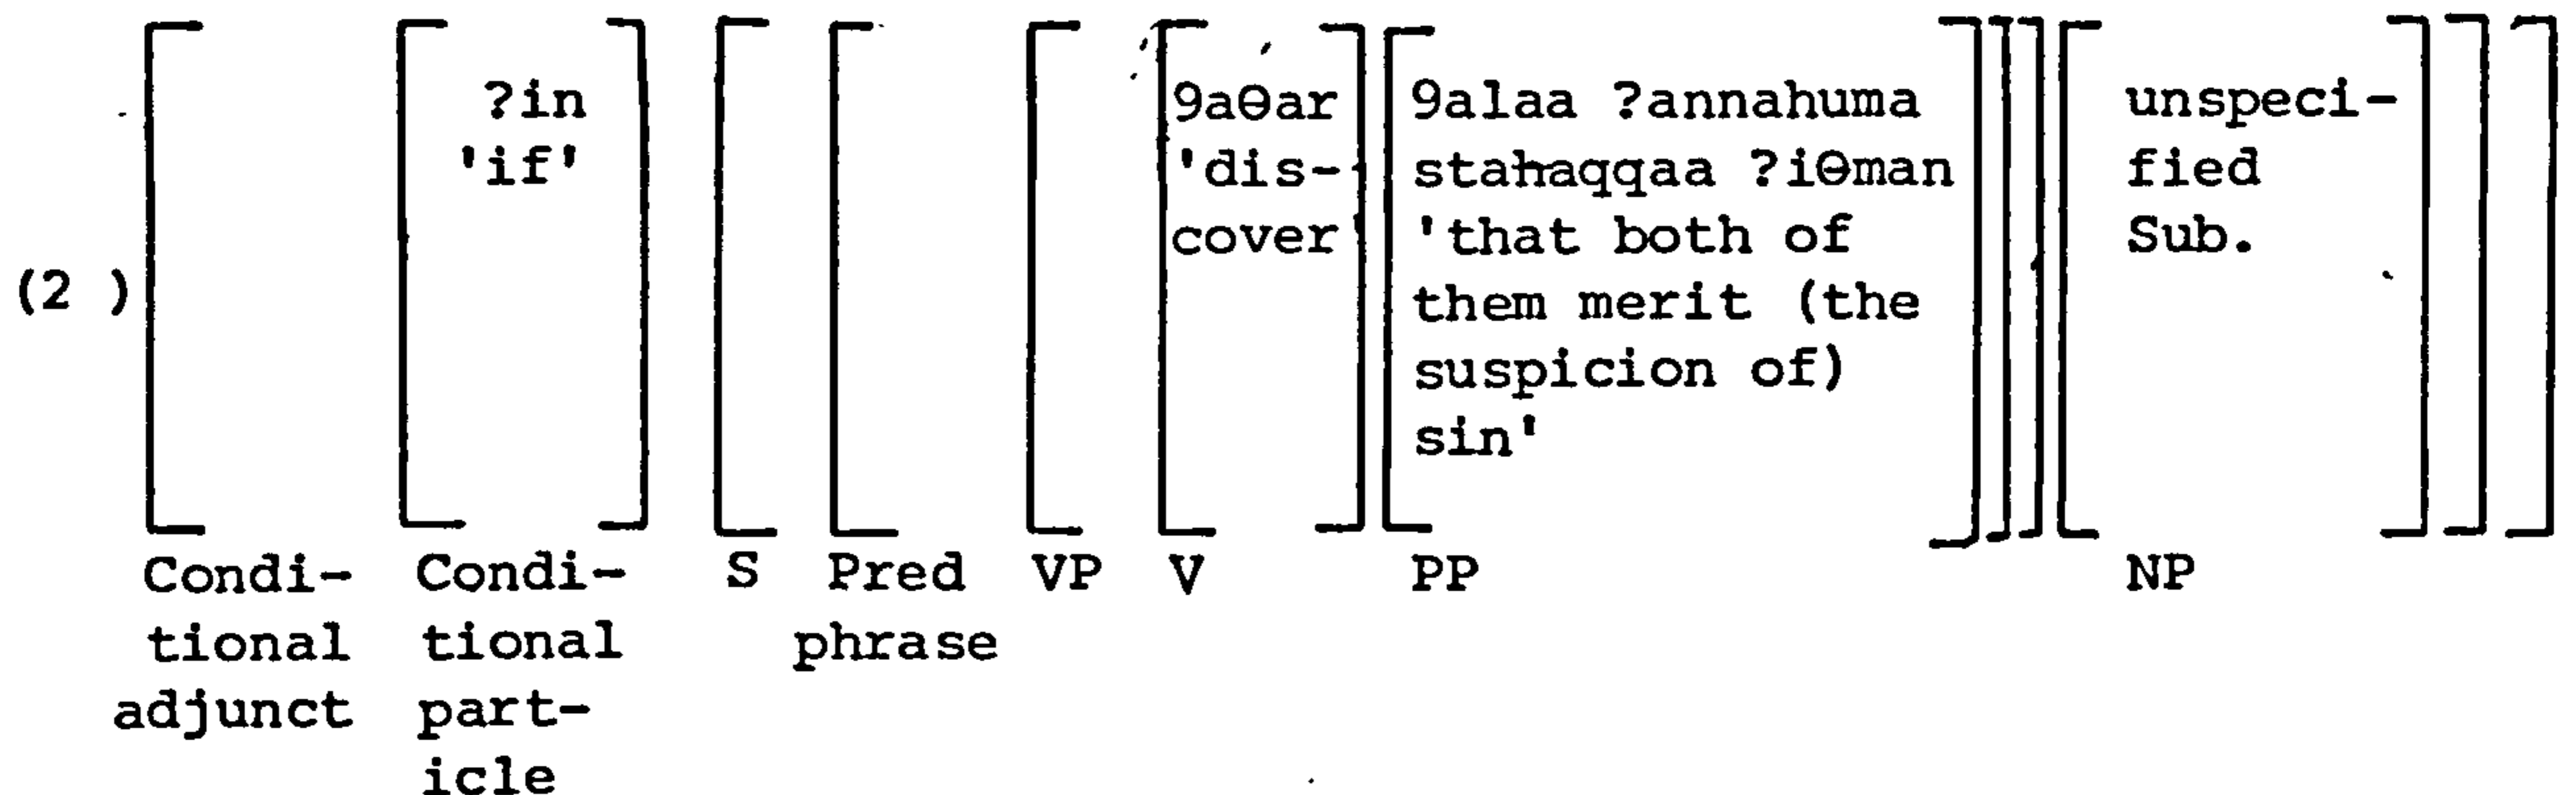 ?in 9aθar 9alaa ?annahuma unspeci-
'if' 'dis- staħaqqaa ?iθman fied
cover' 'that both of Sub.
(2 ) them merit (the
suspicion of)
sin'
Condi- Condi- S Pred VP V PP NP
tional tional phrase
adjunct part-
icle